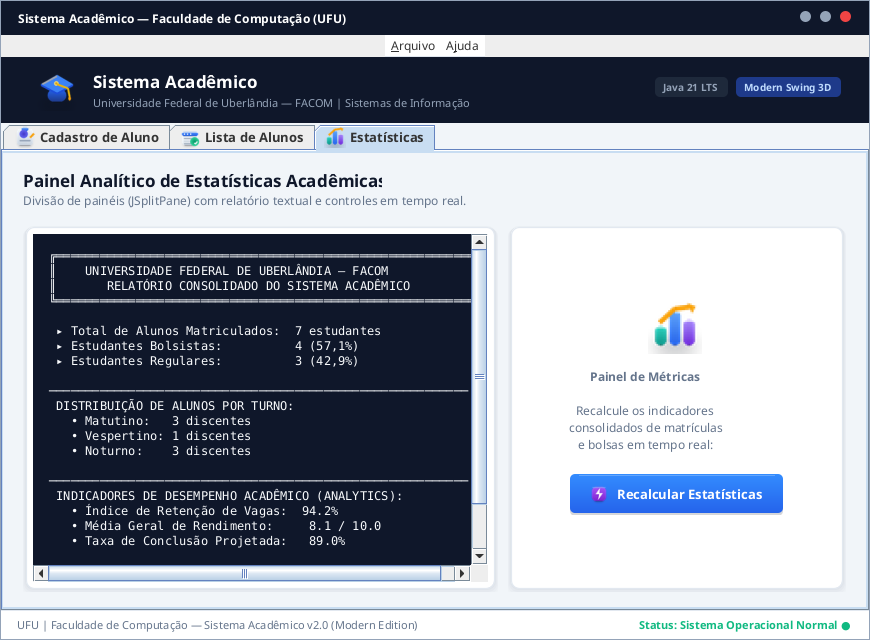 Sistema Acadêmico — Faculdade de Computação (UFU)
Arquivo Ajuda
Sistema Acadêmico
Universidade Federal de Uberlândia — FACOM | Sistemas de Informação
Java 21 LTS
Modern Swing 3D
Cadastro de Aluno
Lista de Alunos
Estatísticas
Painel Analítico de Estatísticas Acadêmicas
Divisão de painéis (JSplitPane) com relatório textual e controles em tempo real.
UNIVERSIDADE FEDERAL DE UBERLÂNDIA — FACOM
RELATÓRIO CONSOLIDADO DO SISTEMA ACADÊMICO
▸ Total de Alunos Matriculados: 7 estudantes
▸ Estudantes Bolsistas: 4 (57,1%)
▸ Estudantes Regulares: 3 (42,9%)
DISTRIBUIÇÃO DE ALUNOS POR TURNO:
• Matutino: 3 discentes
• Vespertino: 1 discentes
• Noturno: 3 discentes
INDICADORES DE DESEMPENHO ACADÊMICO (ANALYTICS):
• Índice de Retenção de Vagas: 94.2%
• Média Geral de Rendimento: 8.1 / 10.0
• Taxa de Conclusão Projetada: 89.0%
Painel de Métricas
Recalcule os indicadores
consolidados de matrículas
e bolsas em tempo real:
Recalcular Estatísticas
UFU | Faculdade de Computação — Sistema Acadêmico v2.0 (Modern Edition)
Status: Sistema Operacional Normal ●